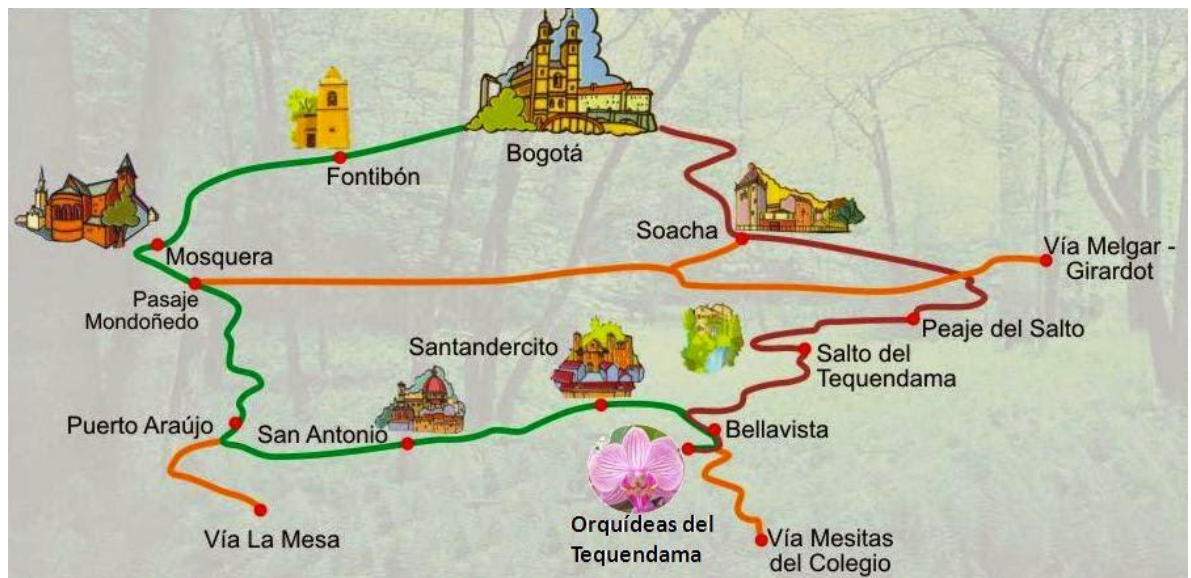 Bogotá
Fontibón
Soacha
Mosquera
Vía Melgar -
Girardot
Pasaje
Mondoñedo
Peaje del Salto
Santandercito
Salto del
Tequendama
Puerto Araújo
San Antonio
Bellavista
Orquídeas del
Tequendama
Vía La Mesa
Vía Mesitas
del Colegio